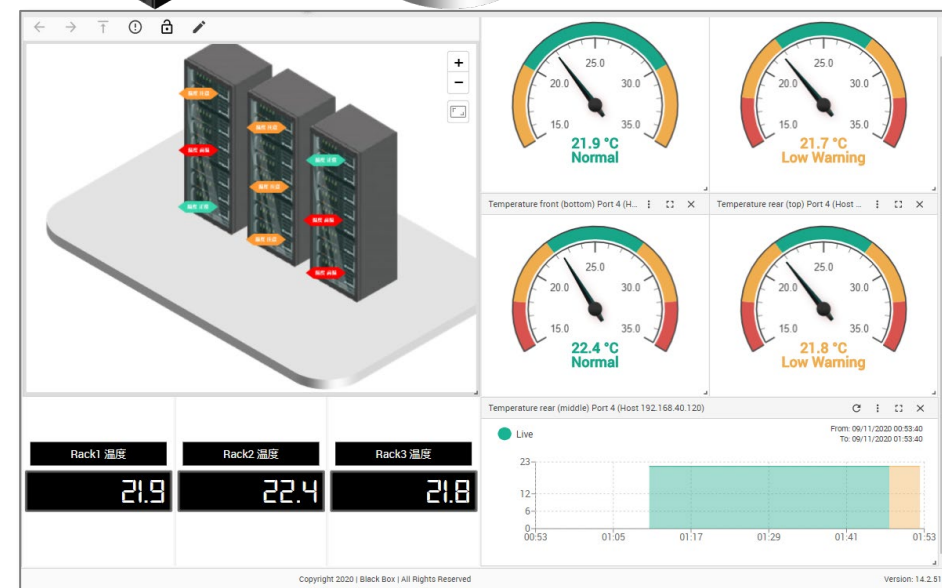 +
−
25.0
20.0
30.0
15.0
35.0
21.9 °C
Normal
25.0
20.0
30.0
15.0
35.0
21.7 °C
Low Warning
Temperature front (bottom) Port 4 (H...
Temperature rear (top) Port 4 (Host ...
25.0
20.0
30.0
15.0
35.0
22.4 °C
Normal
25.0
20.0
30.0
15.0
35.0
21.8 °C
Low Warning
Rack1 温度
Rack2 温度
Rack3 温度
21.9
22.4
21.8
Temperature rear (middle) Port 4 (Host 192.168.40.120)
Live
From: 09/11/2020 00:53:40
To: 09/11/2020 01:53:40
23
12
6
0
00:53
01:05
01:17
01:29
01:41
01:53
Copyright 2020 | Black Box | All Rights Reserved
Version: 14.2.51